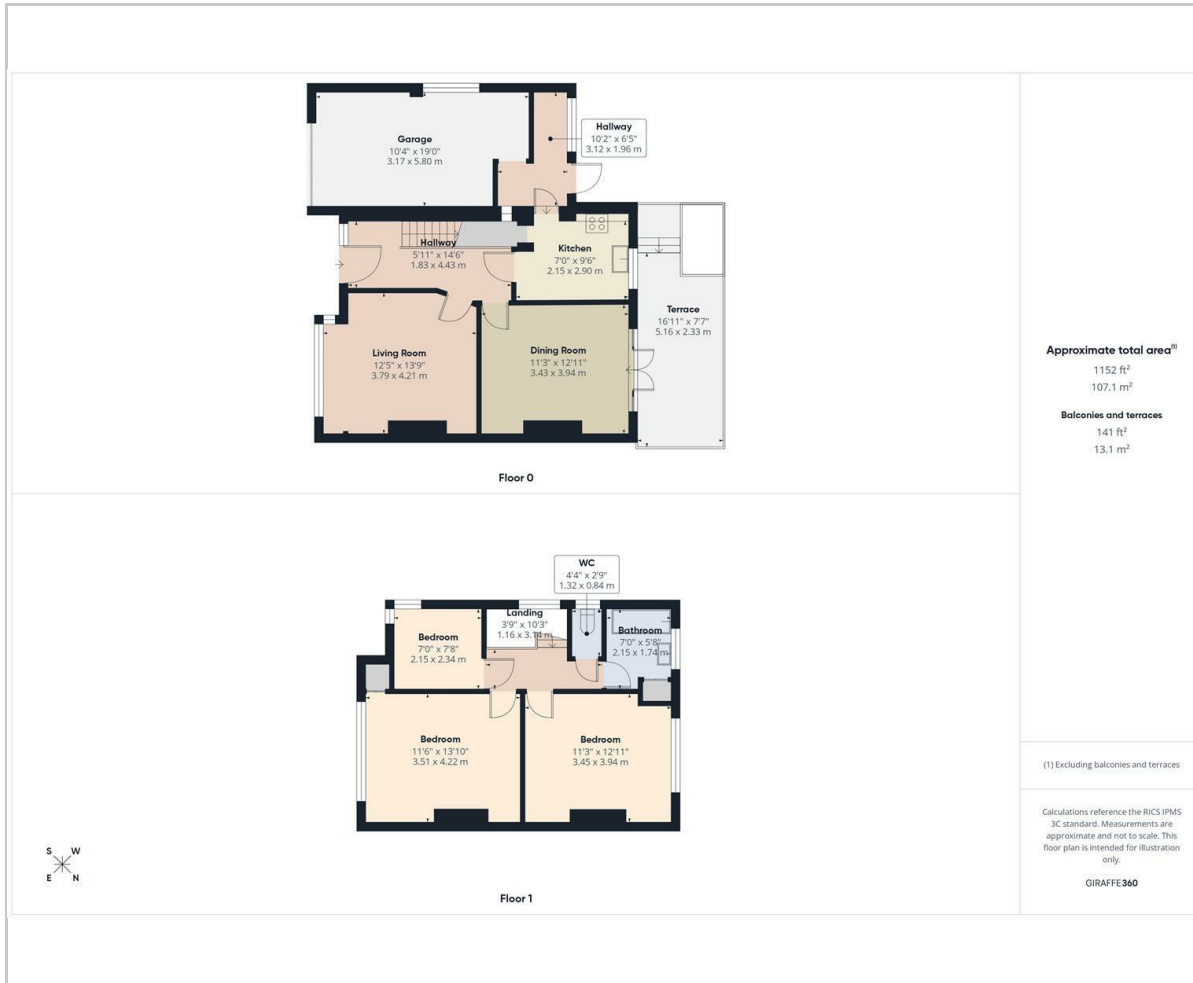 Garage
10'4" x 19'0"
3.17 x 5.80 m
Hallway
10'2" x 6'5"
3.12 x 1.96 m
Hallway
5'11" x 14'6"
1.83 x 4.43 m
Kitchen
7'0" x 9'6"
2.15 x 2.90 m
Terrace
16'11" x 7'7"
5.16 x 2.33 m
Living Room
12'5" x 13'9"
3.79 x 4.21 m
Dining Room
11'3" x 12'11"
3.43 x 3.94 m
Floor 0
WC
4'4" x 2'9"
1.32 x 0.84 m
Landing
3'9" x 10'3"
1.16 x 3.14 m
Bedroom
7'0" x 7'8"
2.15 x 2.34 m
Bathroom
7'0" x 5'8"
2.15 x 1.74 m
Bedroom
11'6" x 13'10"
3.51 x 4.22 m
Bedroom
11'3" x 12'11"
3.45 x 3.94 m
S W
E N
Floor 1
Approximate total area(1)
1152 ft²
107.1 m²
Balconies and terraces
141 ft²
13.1 m²
(1) Excluding balconies and terraces
Calculations reference the RICS IPMS
3C standard. Measurements are
approximate and not to scale. This
floor plan is intended for illustration
only.
GIRAFFE360